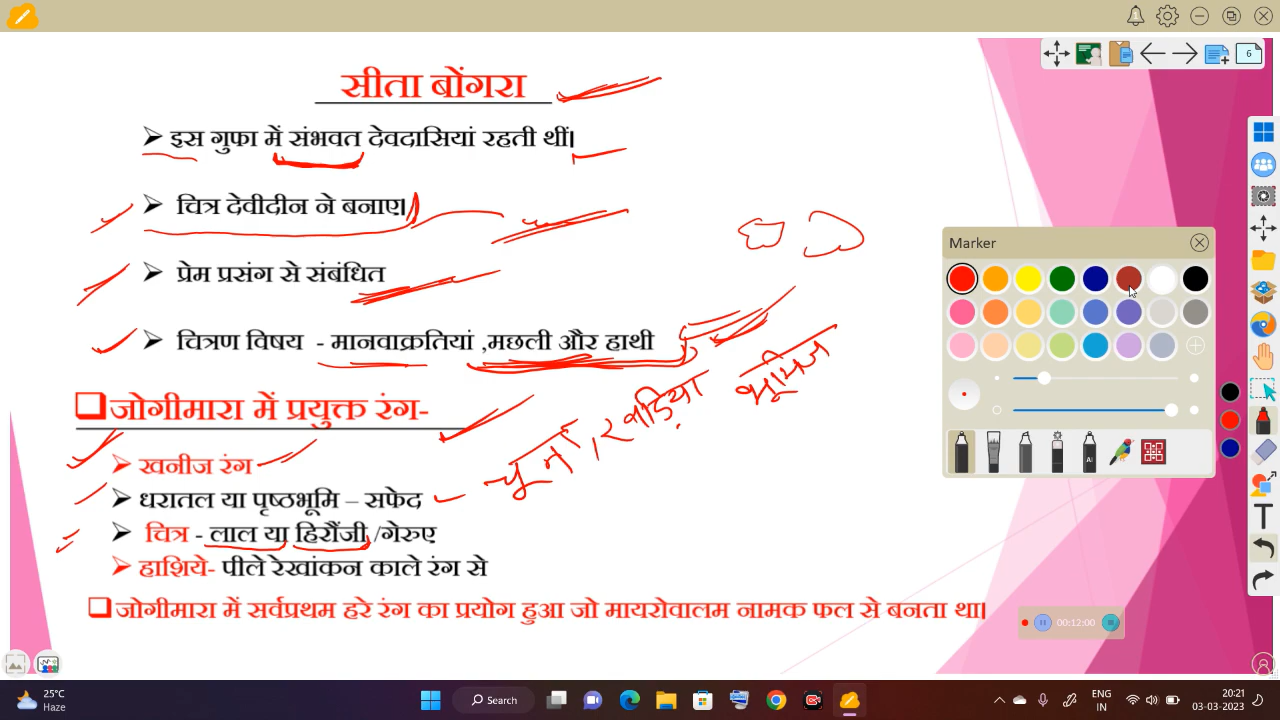 6
सीता बोंगरा
इस गुफा में संभवत देवदासियां रहती थीं।
चित्र देवीदीन ने बनाए।
प्रेम प्रसंग से संबंधित
चित्रण विषय - मानवाक्रतियां ,मछली और हाथी
जोगीमारा में प्रयुक्त रंग-
खनीज रंग
धरातल या पृष्ठभूमि – सफेद
चित्र - लाल या हिरौंजी /गेरुए
हाशिये- पीले रेखांकन काले रंग से
जोगीमारा में सर्वप्रथम हरे रंग का प्रयोग हुआ जो मायरोवालम नामक फल से बनता था।
चूना, खड़िया
Marker
A
T
00:12:00
25°C
Haze
Search
ENG
IN
20:21
03-03-2023